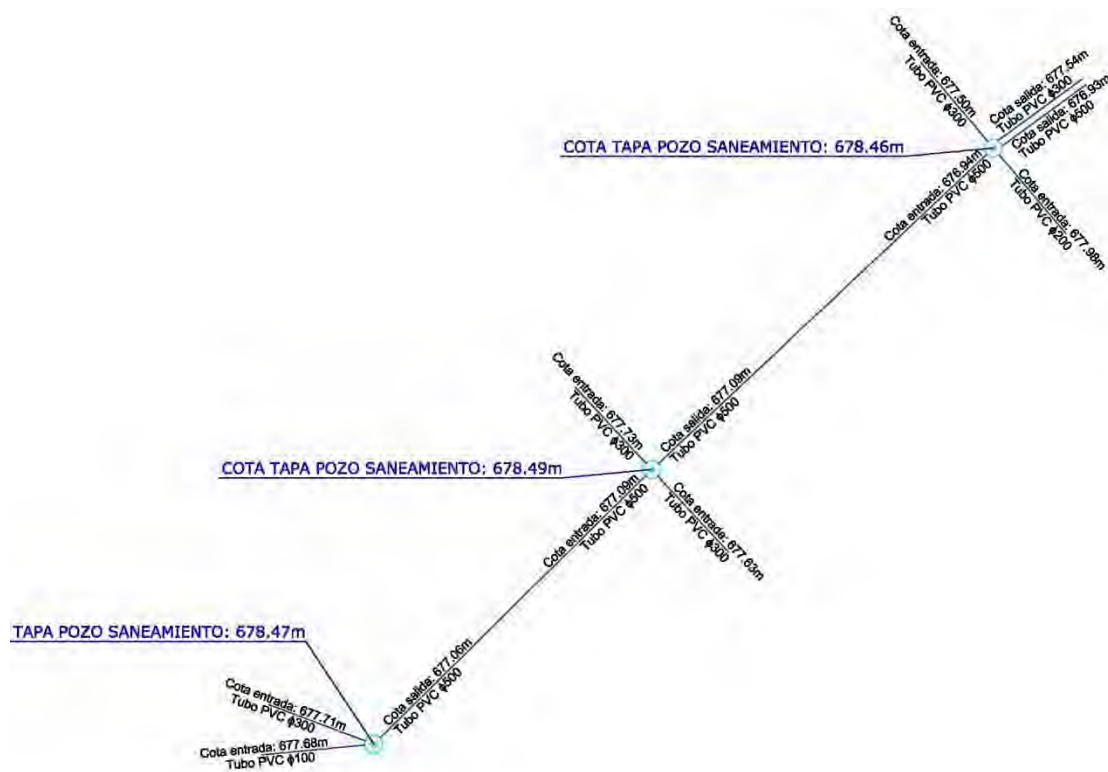 Cota entrada: 677.50m
Tubo PVC ϕ300
Cota salida: 677.54m
Tubo PVC ϕ300
Cota salida: 676.93m
Tubo PVC ϕ500
COTA TAPA POZO SANEAMIENTO: 678.46m
Cota entrada: 676.94m
Tubo PVC ϕ500
Cota entrada: 677.98m
Tubo PVC ϕ200
Cota entrada: 677.73m
Tubo PVC ϕ300
Cota salida: 677.09m
Tubo PVC ϕ500
COTA TAPA POZO SANEAMIENTO: 678.49m
Cota entrada: 677.09m
Tubo PVC ϕ500
Cota entrada: 677.63m
Tubo PVC ϕ300
TAPA POZO SANEAMIENTO: 678.47m
Cota salida: 677.06m
Tubo PVC ϕ500
Cota entrada: 677.71m
Tubo PVC ϕ300
Cota entrada: 677.68m
Tubo PVC ϕ100